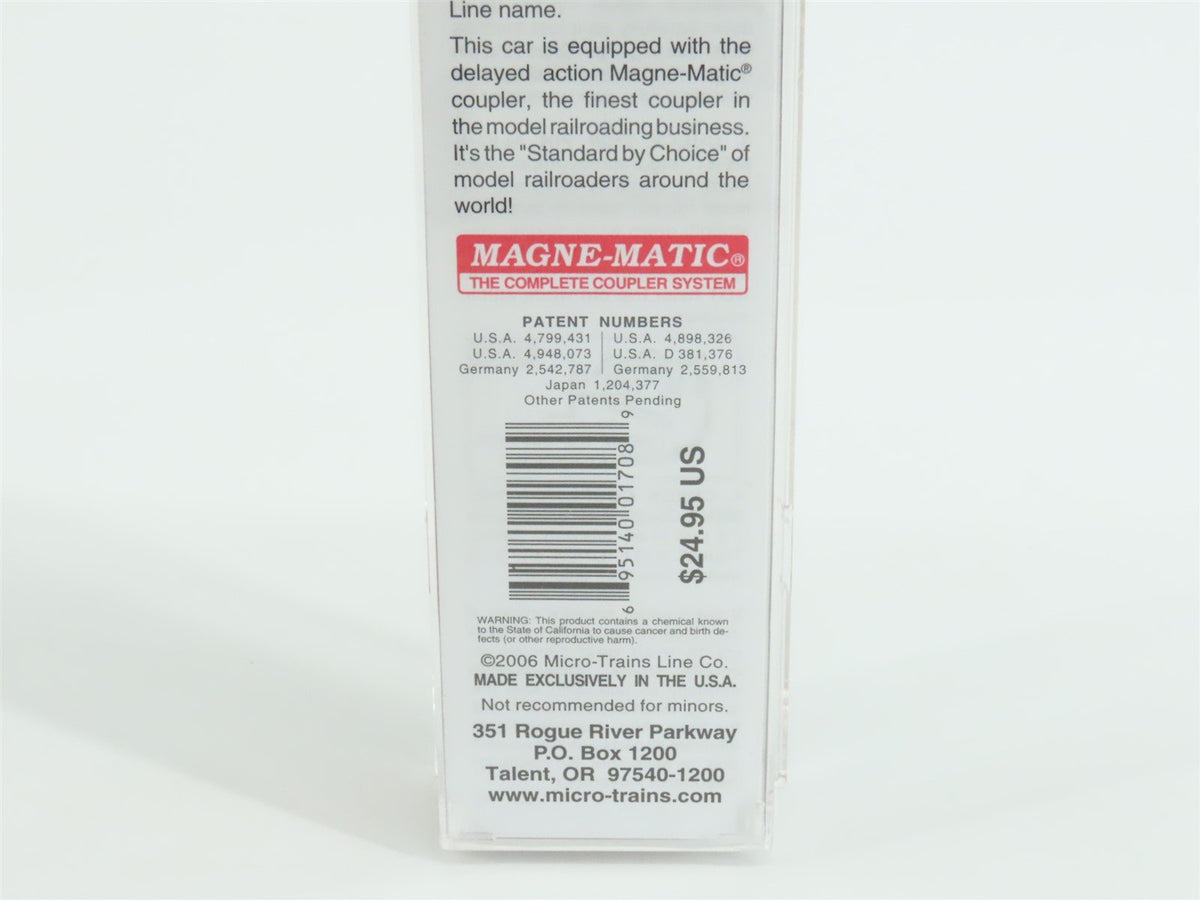 Line name.
This car is equipped with the
delayed action Magne-Matic®
coupler, the finest coupler in
the model railroading business.
It's the "Standard by Choice" of
model railroaders around the
world!
MAGNE-MATIC®
THE COMPLETE COUPLER SYSTEM
PATENT NUMBERS
U.S.A. 4,799,431 | U.S.A. 4,898,326
U.S.A. 4,948,073 | U.S.A. D 381,376
Germany 2,542,787 | Germany 2,559,813
Japan 1,204,377
Other Patents Pending
6 95140 01708 9
$24.95 US
WARNING: This product contains a chemical known
to the State of California to cause cancer and birth de-
fects (or other reproductive harm).
©2006 Micro-Trains Line Co.
MADE EXCLUSIVELY IN THE U.S.A.
Not recommended for minors.
351 Rogue River Parkway
P.O. Box 1200
Talent, OR 97540-1200
www.micro-trains.com